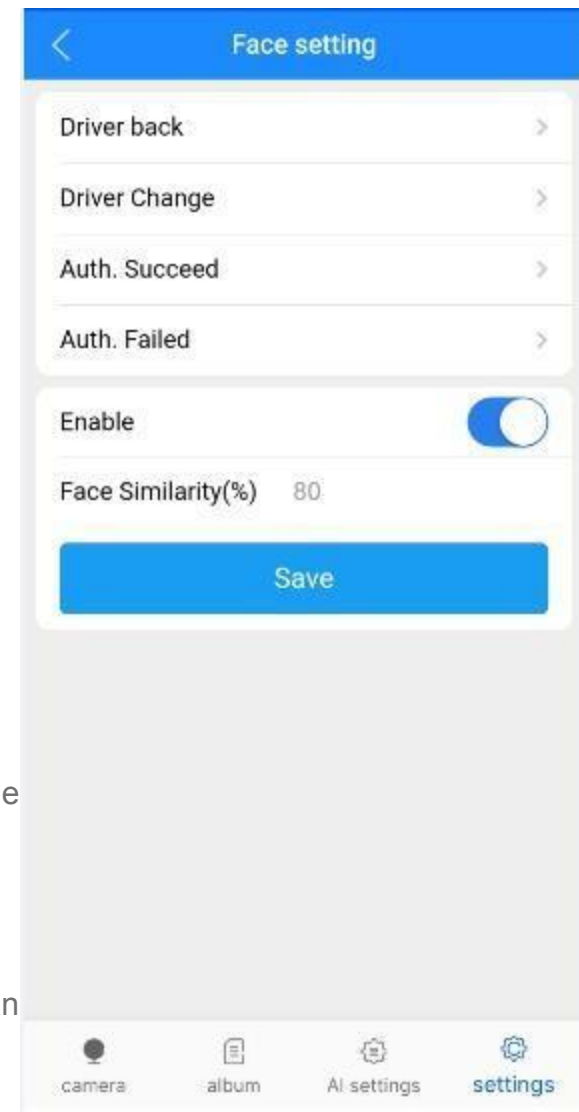 Face setting
Driver back
Driver Change
Auth. Succeed
Auth. Failed
Enable
Face Similarity(%) 80
Save
e
n
camera album AI settings settings